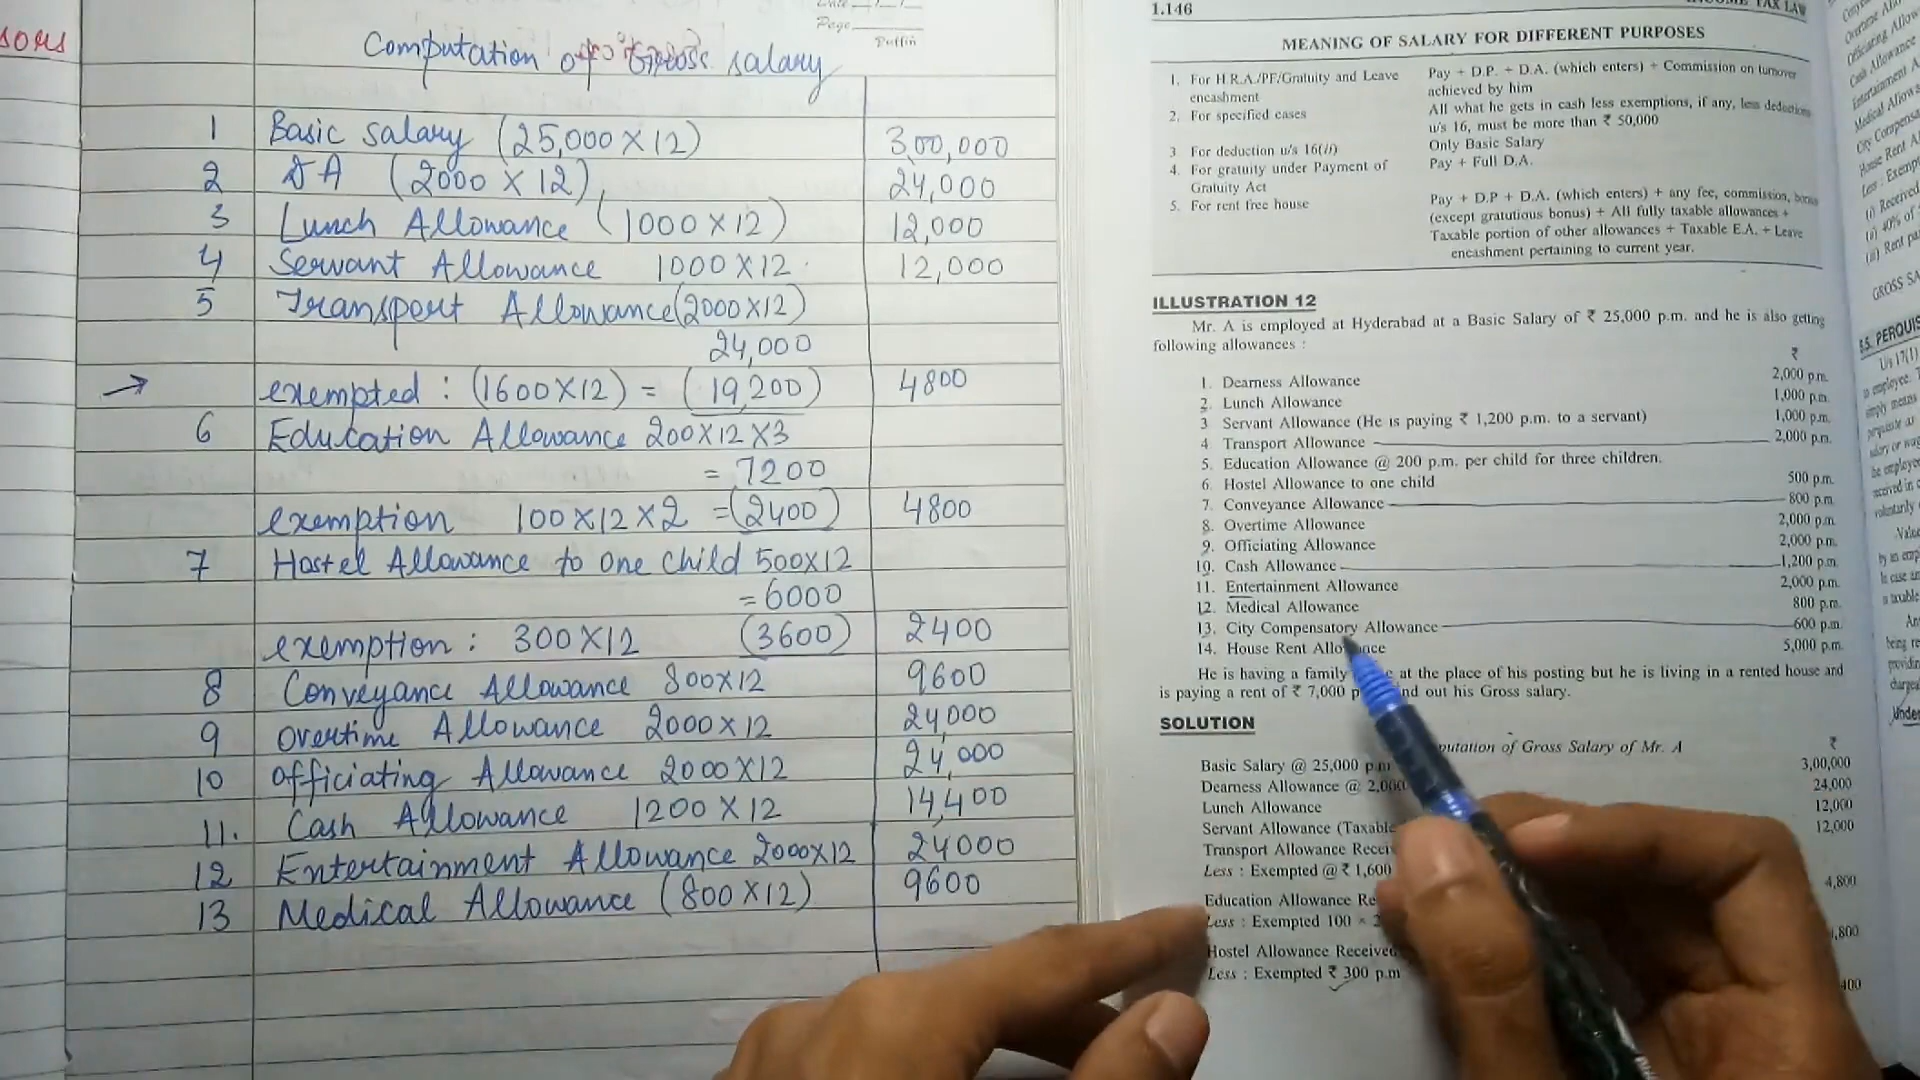 sons
Date
Page
Puffin
Computation of Gross salary
1 Basic salary (25,000 X 12) 3,00,000
2 DA (2000 X 12), 24,000
3 Lunch Allowance (1000 X 12) 12,000
4 Servant Allowance 1000 X 12 12,000
5 Transport Allowance (2000 X 12)
24,000
→ exempted : (1600 X 12) = (19,200) 4800
6 Education Allowance 200 X 12 X 3
= 7200
exemption 100 X 12 X 2 = (2400) 4800
7 Hostel Allowance to one child 500X12
= 6000
exemption : 300 X 12 (3600) 2400
8 Conveyance Allowance 800X12 9600
9 overtime Allowance 2000 X 12 24,000
10 officiating Allowance 2000 X 12 24,000
11. Cash Allowance 1200 X 12 14,400
12 Entertainment Allowance 2000X12 24000
13 Medical Allowance (800 X 12) 9600
1.146 INCOME TAX LAW
MEANING OF SALARY FOR DIFFERENT PURPOSES
1. For H.R.A./PF/Gratuity and Leave Pay + D.P. + D.A. (which enters) + Commission on turnover
encashment achieved by him
2. For specified cases All what he gets in cash less exemptions, if any, less deductions
u/s 16, must be more than ₹ 50,000
3 For deduction u/s 16(ii) Only Basic Salary
4. For gratuity under Payment of Pay + Full D.A.
Gratuity Act
5. For rent free house Pay + D.P + D.A. (which enters) + any fee, commission, bonus
(except gratutious bonus) + All fully taxable allowances +
Taxable portion of other allowances + Taxable E.A. + Leave
encashment pertaining to current year.
ILLUSTRATION 12
Mr. A is employed at Hyderabad at a Basic Salary of ₹ 25,000 p.m. and he is also getting
following allowances :
₹
1. Dearness Allowance 2,000 p.m.
2. Lunch Allowance 1,000 p.m.
3 Servant Allowance (He is paying ₹ 1,200 p.m. to a servant) 1,000 p.m.
4 Transport Allowance 2,000 p.m.
5. Education Allowance @ 200 p.m. per child for three children.
6. Hostel Allowance to one child 500 p.m.
7. Conveyance Allowance 800 p.m.
8. Overtime Allowance 2,000 p.m.
9. Officiating Allowance 2,000 p.m.
10. Cash Allowance 1,200 p.m.
11. Entertainment Allowance 2,000 p.m.
12. Medical Allowance 800 p.m.
13. City Compensatory Allowance 600 p.m.
14. House Rent Allowance 5,000 p.m.
He is having a family at the place of his posting but he is living in a rented house and
is paying a rent of ₹ 7,000 out his Gross salary.
SOLUTION
of Gross Salary of Mr. A
₹
Basic Salary @ 25,000 3,00,000
Dearness Allowance @ 24,000
Lunch Allowance 12,000
Servant Allowance 12,000
Transport Allowance
Less : Exempted @ ₹ 1,600 4,800
Education Allowance
Less : Exempted 100 ,800
Hostel Allowance Received
Less : Exempted ₹ 300 p.m 400
GROSS